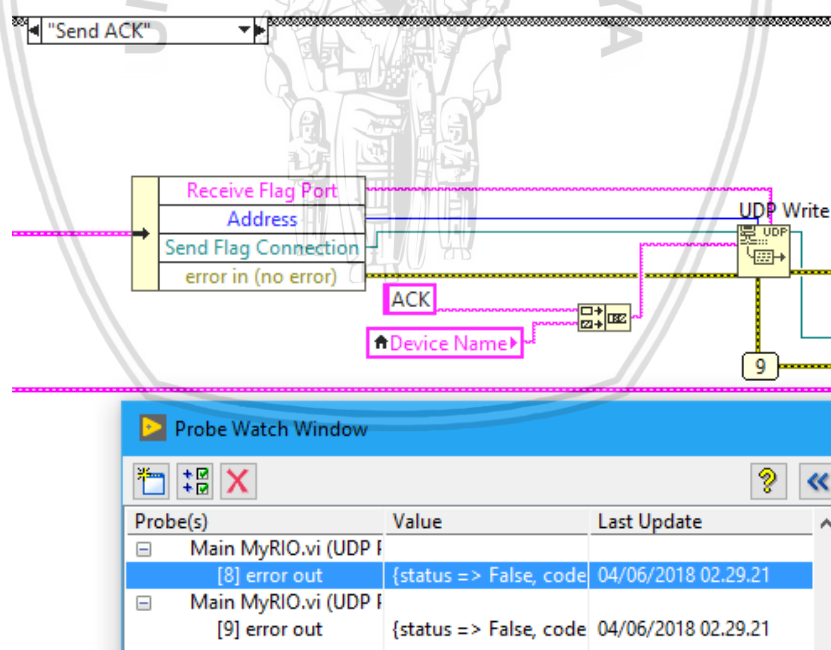 "Send ACK"
Receive Flag Port
Address
Send Flag Connection
error in (no error)
UDP Write
UDP
ACK
Device Name
9
Probe Watch Window
Probe(s) Value Last Update
Main MyRIO.vi (UDP
[8] error out {status => False, code 04/06/2018 02.29.21
Main MyRIO.vi (UDP
[9] error out {status => False, code 04/06/2018 02.29.21